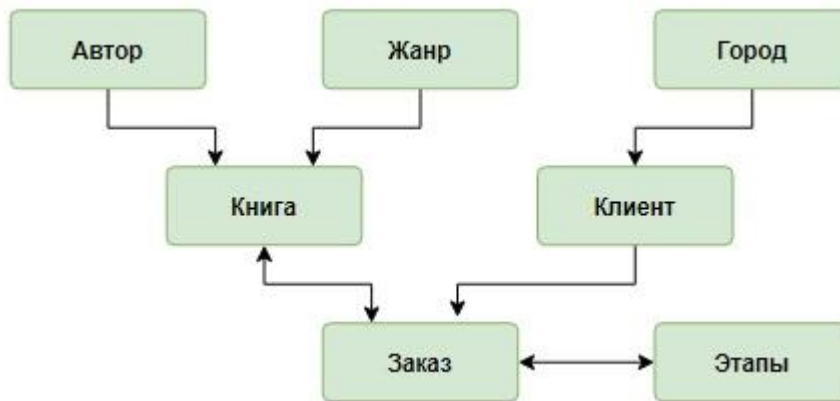 Автор
Жанр
Город
Книга
Клиент
Заказ
Этапы